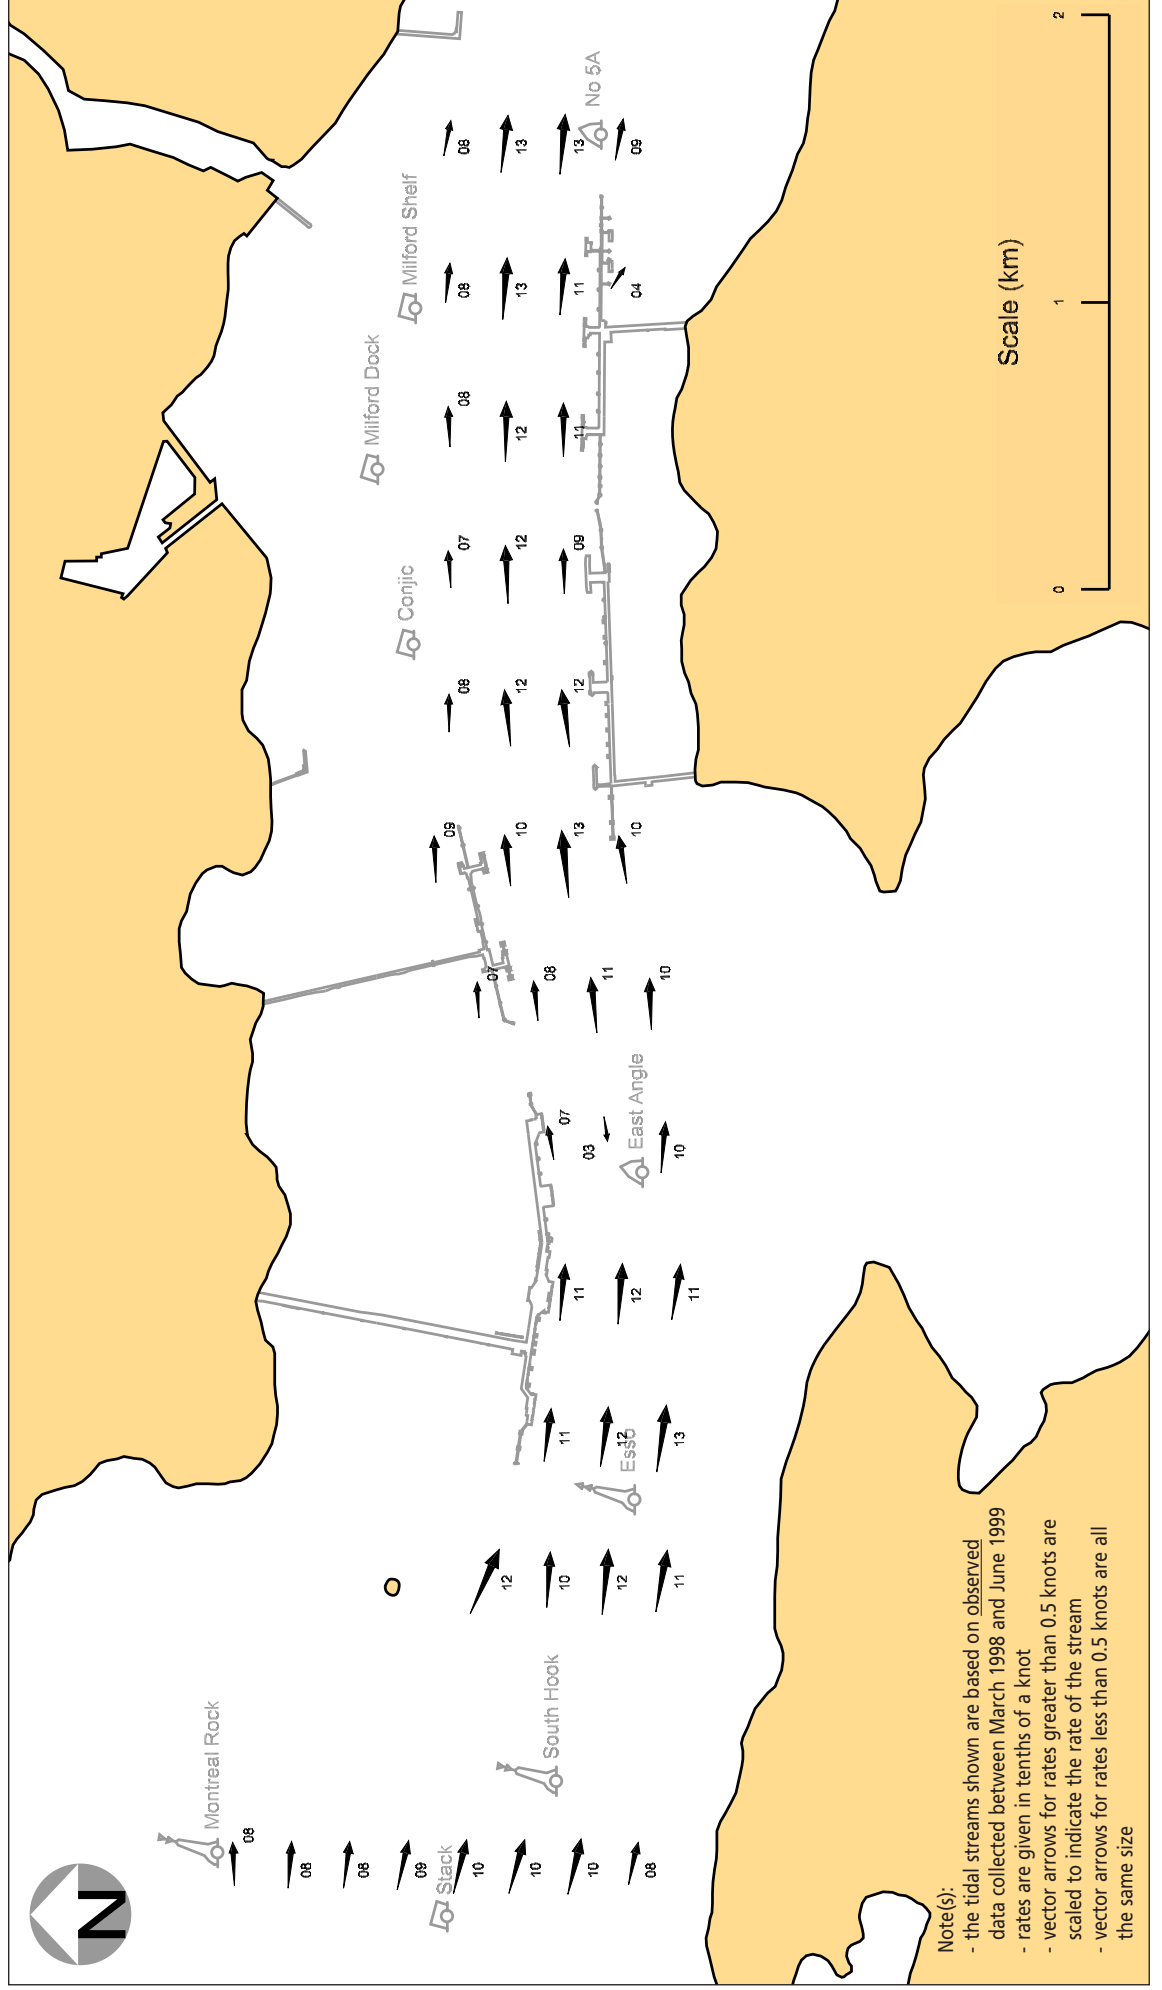 N
Montreal Rock
08
08
08
09
Stack
10
10
10
08
South Hook
12
10
12
11
11
12
Esso
13
11
12
11
07
03
East Angle
10
07
08
11
10
09
10
13
10
Conjic
08
12
12
07
12
09
Milford Dock
08
12
11
Milford Shelf
08
13
11
04
08
13
13
No 5A
09
Note(s):
- the tidal streams shown are based on observed
data collected between March 1998 and June 1999
- rates are given in tenths of a knot
- vector arrows for rates greater than 0.5 knots are
scaled to indicate the rate of the stream
- vector arrows for rates less than 0.5 knots are all
the same size
Scale (km)
0 1 2